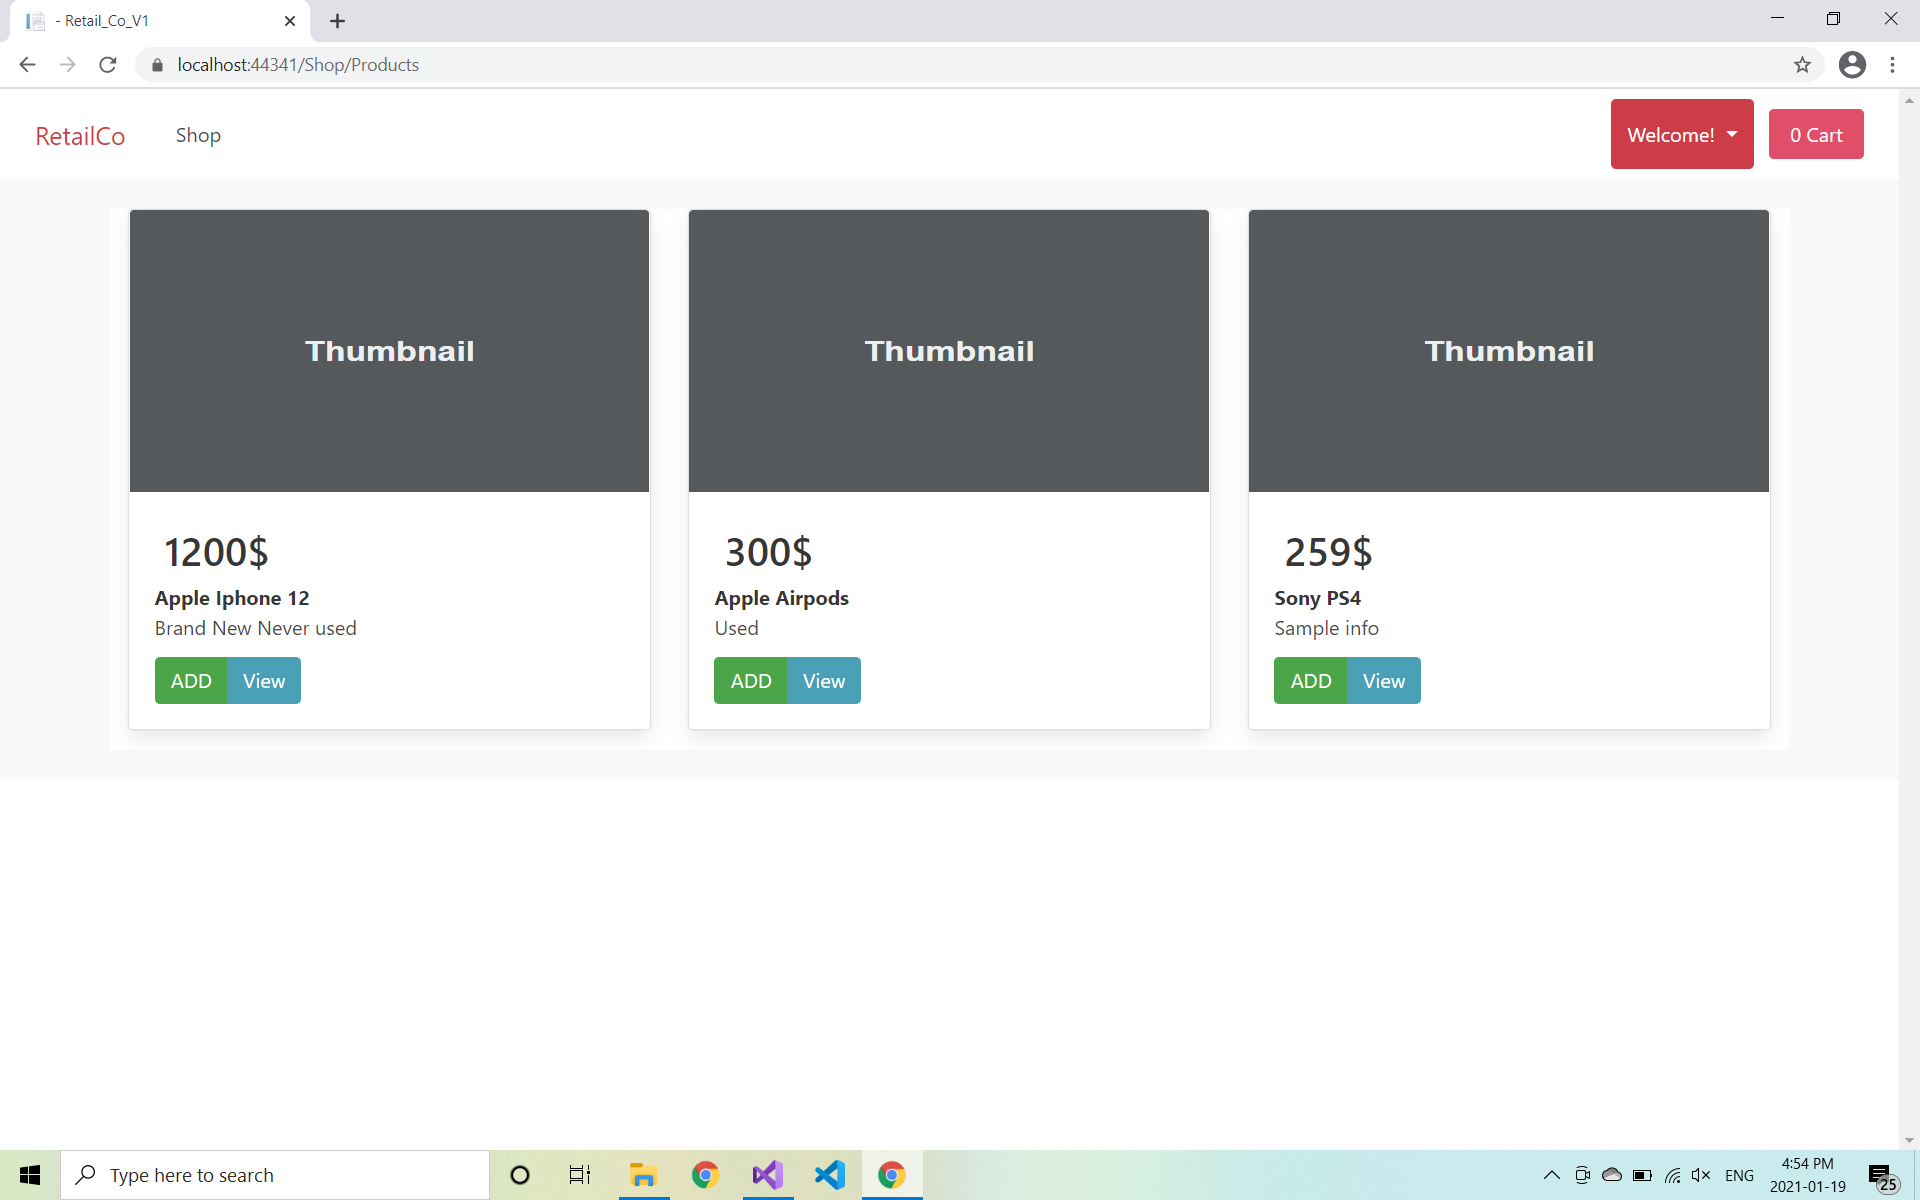 - Retail_Co_V1
localhost:44341/Shop/Products
RetailCo
Shop
Welcome!
0 Cart
Thumbnail
Thumbnail
Thumbnail
1200$
Apple Iphone 12
Brand New Never used
ADD
View
300$
Apple Airpods
Used
ADD
View
259$
Sony PS4
Sample info
ADD
View
Type here to search
ENG
4:54 PM
2021-01-19
25